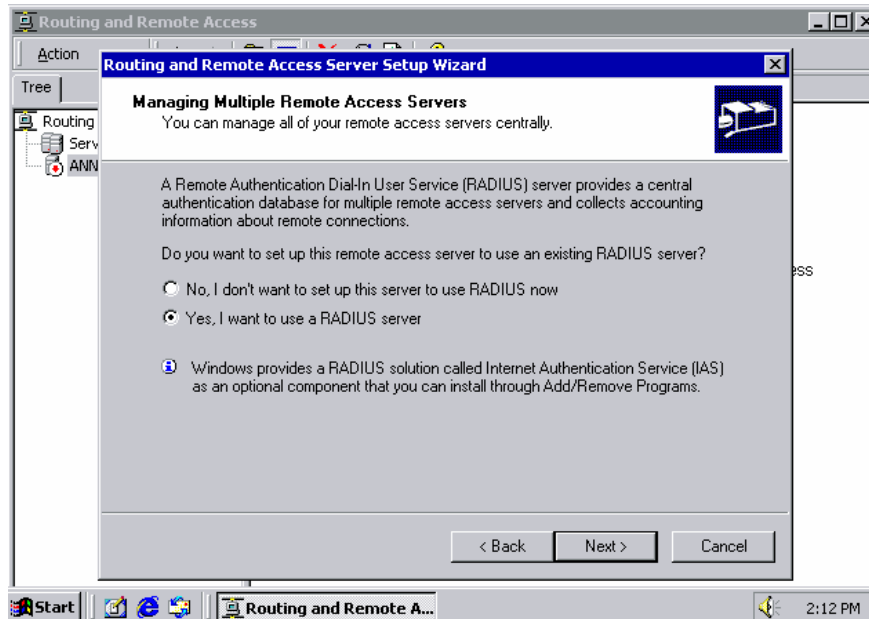 Routing and Remote Access
Action
Routing and Remote Access Server Setup Wizard
Tree
Managing Multiple Remote Access Servers
You can manage all of your remote access servers centrally.
Routing
Serv
ANN
A Remote Authentication Dial-In User Service (RADIUS) server provides a central
authentication database for multiple remote access servers and collects accounting
information about remote connections.
Do you want to set up this remote access server to use an existing RADIUS server?
ess
No, I don't want to set up this server to use RADIUS now
Yes, I want to use a RADIUS server
Windows provides a RADIUS solution called Internet Authentication Service (IAS)
as an optional component that you can install through Add/Remove Programs.
< Back
Next >
Cancel
Start
Routing and Remote A...
2:12 PM